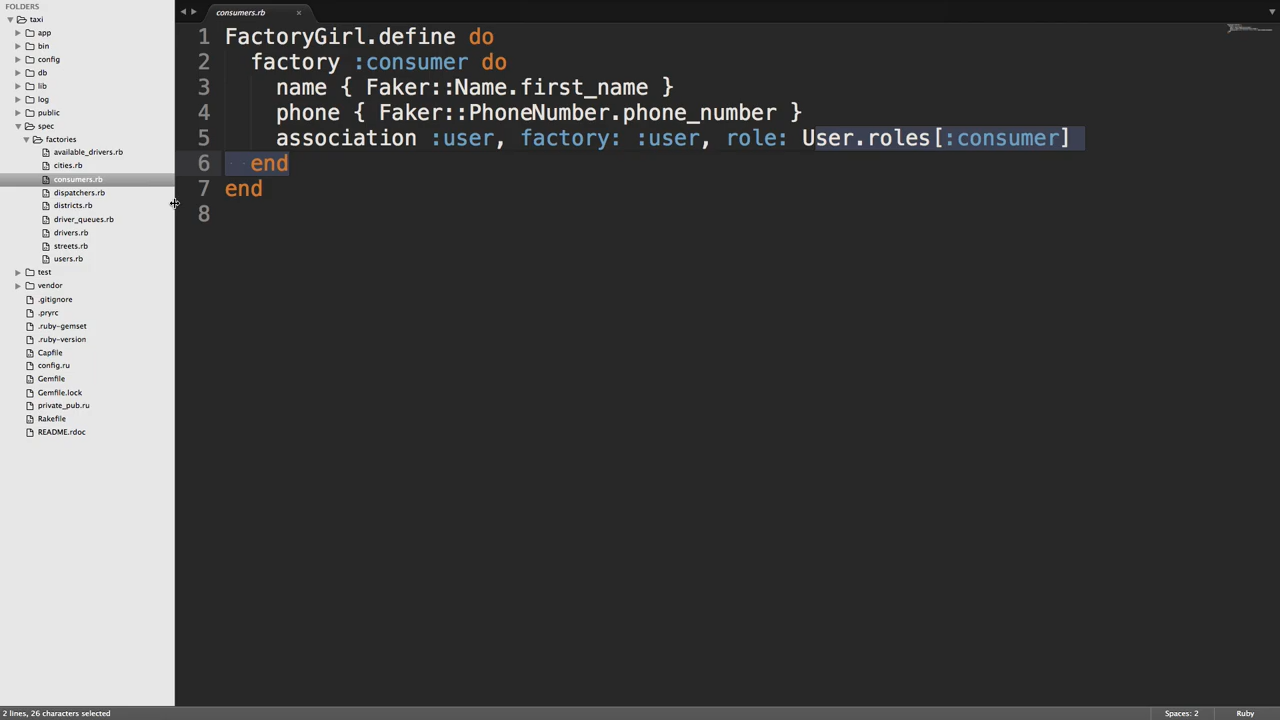 FOLDERS
taxi
app
bin
config
db
lib
log
public
spec
factories
available_drivers.rb
cities.rb
consumers.rb
dispatchers.rb
districts.rb
driver_queues.rb
drivers.rb
streets.rb
users.rb
test
vendor
.gitignore
.pryrc
.ruby-gemset
.ruby-version
Capfile
config.ru
Gemfile
Gemfile.lock
private_pub.ru
Rakefile
README.rdoc
consumers.rb
1 FactoryGirl.define do
2   factory :consumer do
3     name { Faker::Name.first_name }
4     phone { Faker::PhoneNumber.phone_number }
5     association :user, factory: :user, role: User.roles[:consumer]
6   end
7 end
8
2 lines, 26 characters selected
Spaces: 2
Ruby